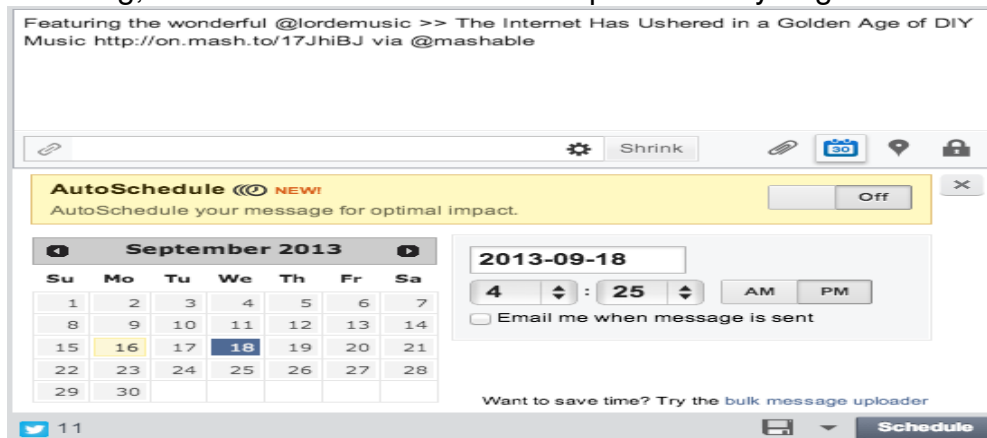 Featuring the wonderful @lordemusic >> The Internet Has Ushered in a Golden Age of DIY
Music http://on.mash.to/17JhiBJ via @mashable
Shrink
30
AutoSchedule NEW!
AutoSchedule your message for optimal impact.
Off
September 2013
Su Mo Tu We Th Fr Sa
1 2 3 4 5 6 7
8 9 10 11 12 13 14
15 16 17 18 19 20 21
22 23 24 25 26 27 28
29 30
2013-09-18
4 : 25 AM PM
Email me when message is sent
Want to save time? Try the bulk message uploader
11
Schedule